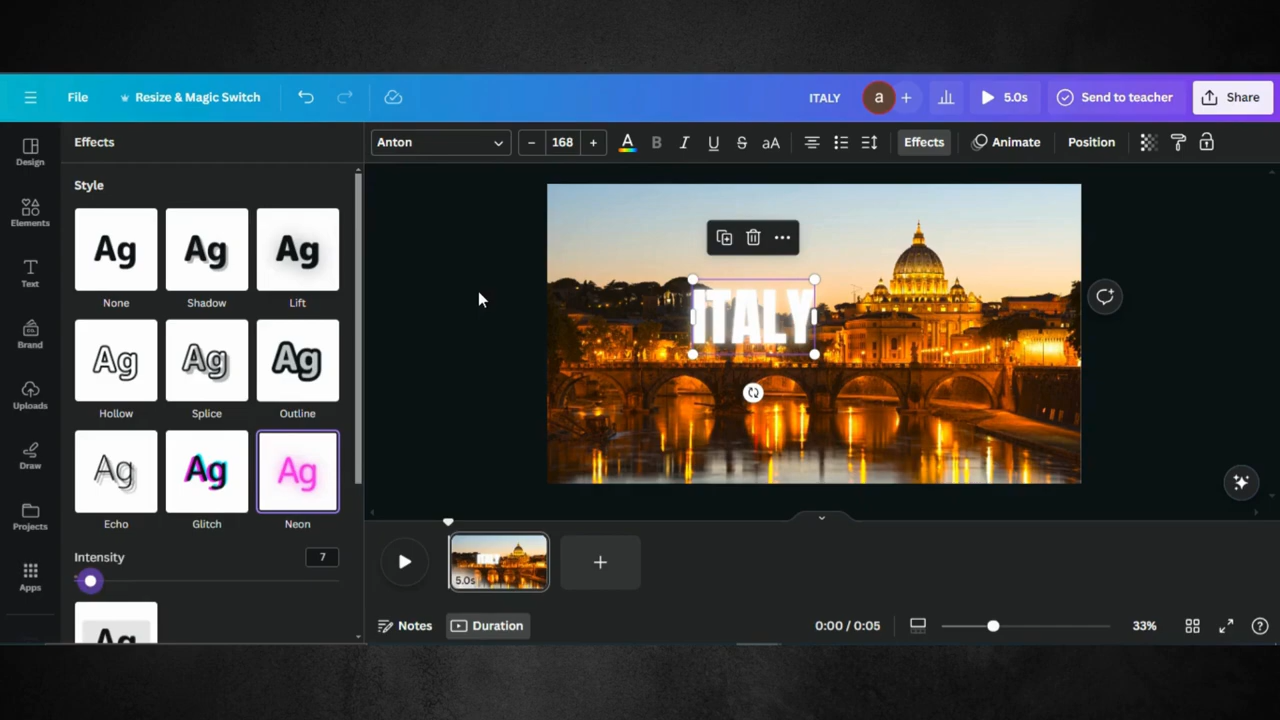 File
Resize & Magic Switch
ITALY
a
5.0s
Send to teacher
Share
Design
Elements
Text
Brand
Uploads
Draw
Projects
Apps
Effects
Style
Ag
None
Ag
Shadow
Ag
Lift
Ag
Hollow
Ag
Splice
Ag
Outline
Ag
Echo
Ag
Glitch
Ag
Neon
Intensity
7
Ag
Anton
168
A
B
I
U
S
aA
Effects
Animate
Position
ITALY
ITALY
5.0s
Notes
Duration
0:00 / 0:05
33%